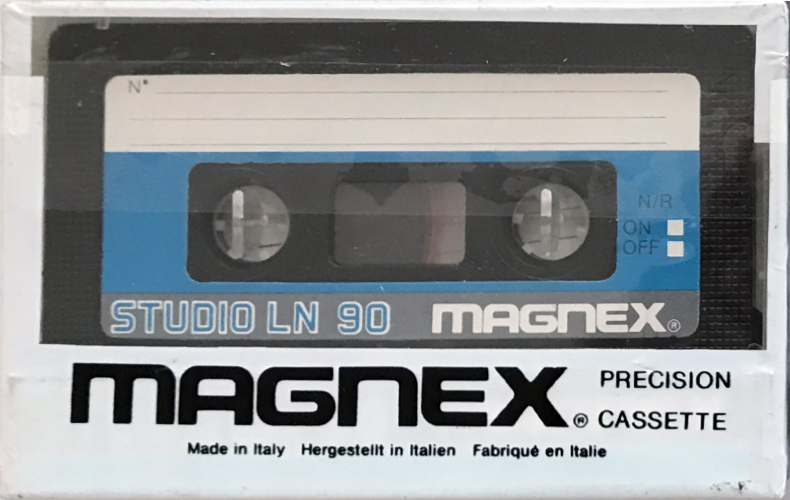 N°
N/R
ON
OFF
STUDIO LN 90 MAGNEX®
MAGNEX® PRECISION CASSETTE
Made in Italy Hergestellt in Italien Fabriqué en Italie